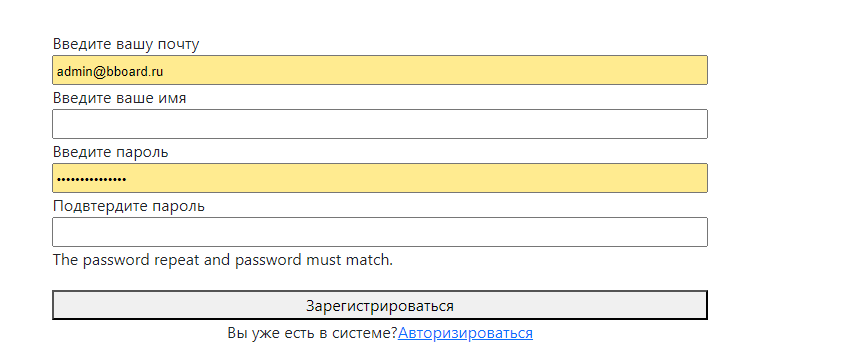 Введите вашу почту
admin@bboard.ru
Введите ваше имя
Введите пароль
•••••••••••••••
Подвтердите пароль
The password repeat and password must match.
Зарегистрироваться
Вы уже есть в системе?Авторизироваться